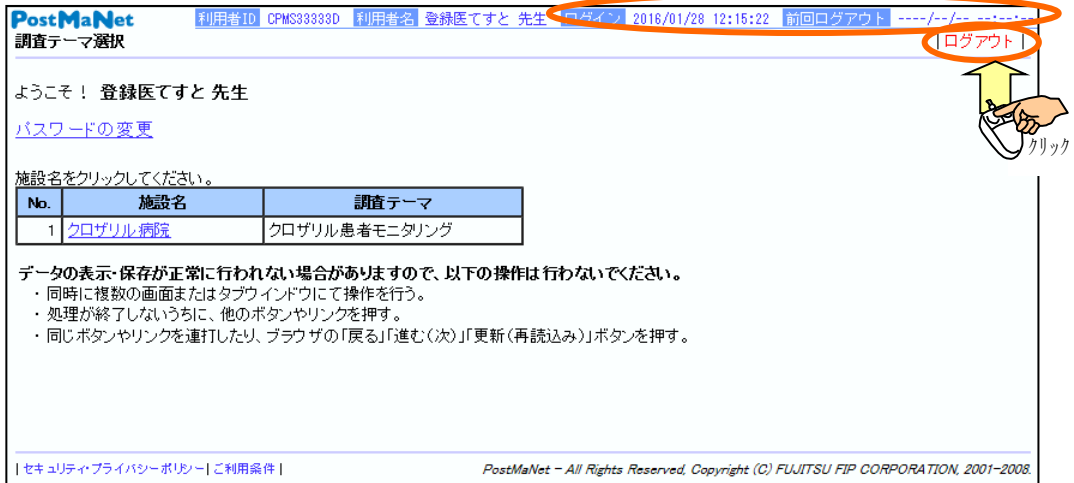 PostMaNet 利用者ID CPMS33333D 利用者名 登録医てすと 先生 ログイン 2016/01/28 12:15:22 前回ログアウト ----/--/-- --:--:--
調査テーマ選択 | ログアウト |
ようこそ！ 登録医てすと 先生
パスワードの変更
クリック
施設名をクリックしてください。
No. 施設名 調査テーマ
1 クロザリル病院 クロザリル患者モニタリング
データの表示・保存が正常に行われない場合がありますので、以下の操作は行わないでください。
・ 同時に複数の画面またはタブウインドウにて操作を行う。
・ 処理が終了しないうちに、他のボタンやリンクを押す。
・ 同じボタンやリンクを連打したり、ブラウザの「戻る」「進む(次)」「更新(再読込み)」ボタンを押す。
| セキュリティ・プライバシーポリシー | ご利用条件 | PostMaNet - All Rights Reserved, Copyright (C) FUJITSU FIP CORPORATION, 2001-2008.